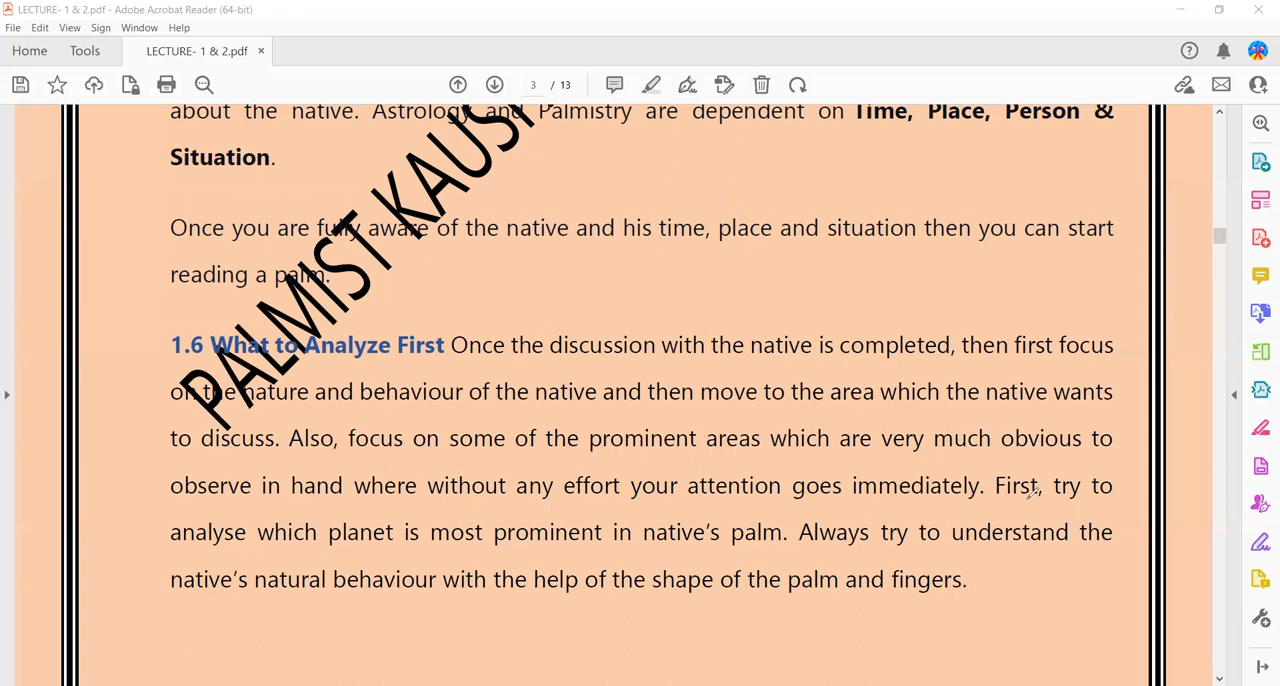 LECTURE- 1 & 2.pdf - Adobe Acrobat Reader (64-bit)
File Edit View Sign Window Help
Home Tools LECTURE- 1 & 2.pdf ×
3 / 13
about the native. Astrology and Palmistry are dependent on Time, Place, Person &
Situation.
Once you are fully aware of the native and his time, place and situation then you can start
reading a palm.
1.6 What to Analyze First Once the discussion with the native is completed, then first focus
on the nature and behaviour of the native and then move to the area which the native wants
to discuss. Also, focus on some of the prominent areas which are very much obvious to
observe in hand where without any effort your attention goes immediately. First, try to
analyse which planet is most prominent in native's palm. Always try to understand the
native's natural behaviour with the help of the shape of the palm and fingers.
PALMIST